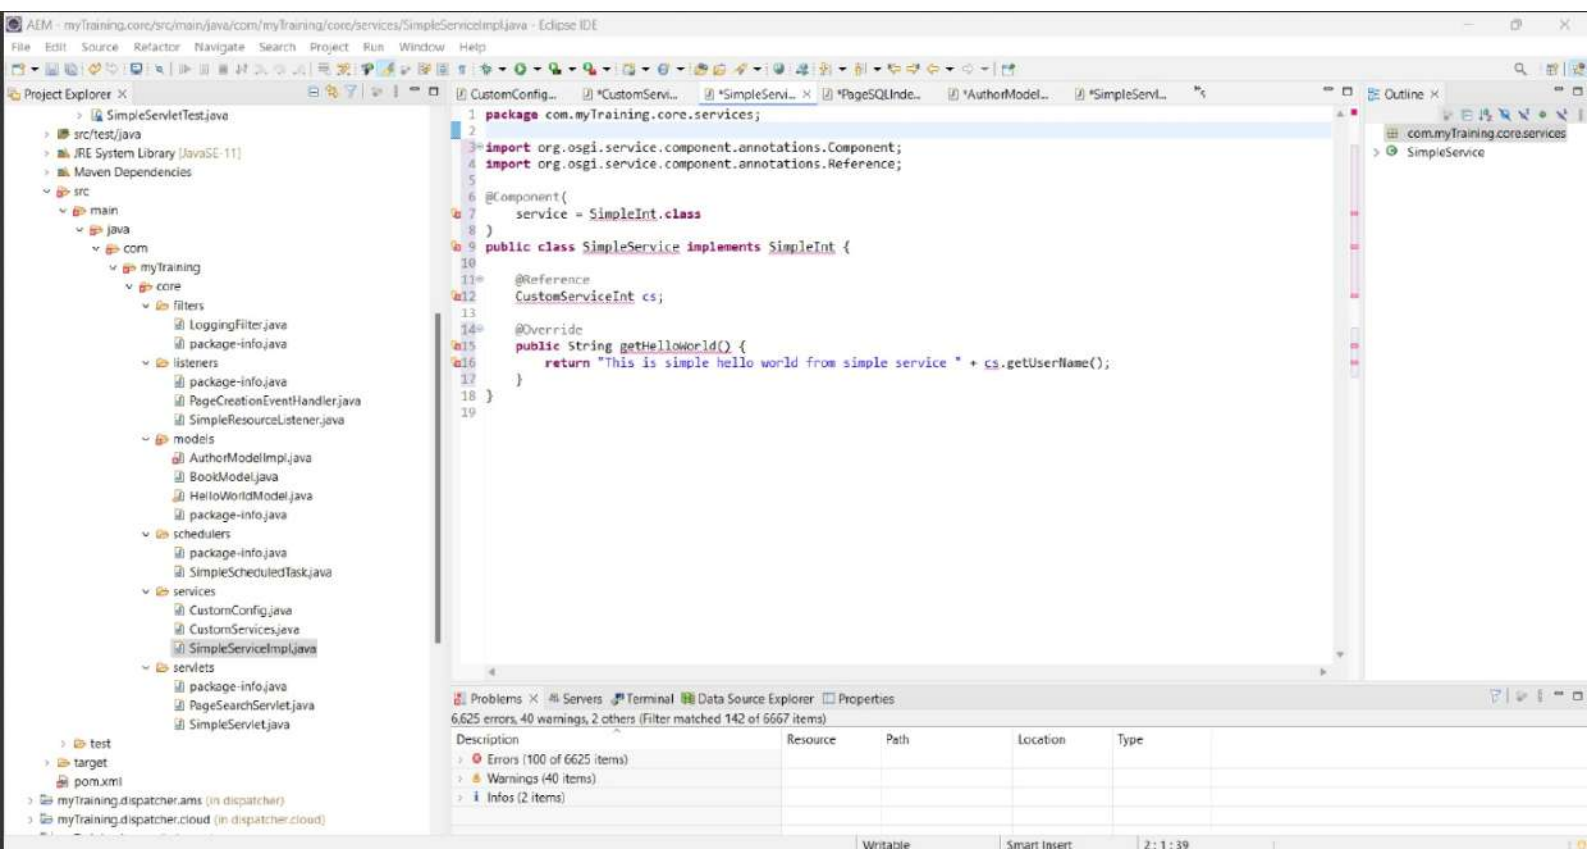 AEM - myTraining.core/src/main/java/com/myTraining/core/services/SimpleServiceImpl.java - Eclipse IDE
File Edit Source Refactor Navigate Search Project Run Window Help
Project Explorer
SimpleServletTest.java
src/test/java
JRE System Library [JavaSE-11]
Maven Dependencies
src
main
java
com
myTraining
core
filters
LoggingFilter.java
package-info.java
listeners
package-info.java
PageCreationEventHandler.java
SimpleResourceListener.java
models
AuthorModelImpl.java
BookModel.java
HelloWorldModel.java
package-info.java
schedulers
package-info.java
SimpleScheduledTask.java
services
CustomConfig.java
CustomServices.java
SimpleServiceImpl.java
servlets
package-info.java
PageSearchServlet.java
SimpleServlet.java
test
target
pom.xml
myTraining.dispatcher.ams (in dispatcher)
myTraining.dispatcher.cloud (in dispatcher.cloud)
CustomConfig... *CustomServi... *SimpleServi... *PageSQLInde... *AuthorModel... *SimpleServl...
1 package com.myTraining.core.services;
2
3 import org.osgi.service.component.annotations.Component;
4 import org.osgi.service.component.annotations.Reference;
5
6 @Component(
7 service = SimpleInt.class
8 )
9 public class SimpleService implements SimpleInt {
10
11 @Reference
12 CustomServiceInt cs;
13
14 @Override
15 public String getHelloWorld() {
16 return "This is simple hello world from simple service " + cs.getUserName();
17 }
18 }
19
Outline
com.myTraining.core.services
SimpleService
Problems Servers Terminal Data Source Explorer Properties
6,625 errors, 40 warnings, 2 others (Filter matched 142 of 6667 items)
Description Resource Path Location Type
Errors (100 of 6625 items)
Warnings (40 items)
Infos (2 items)
Writable Smart Insert 2 : 1 : 39